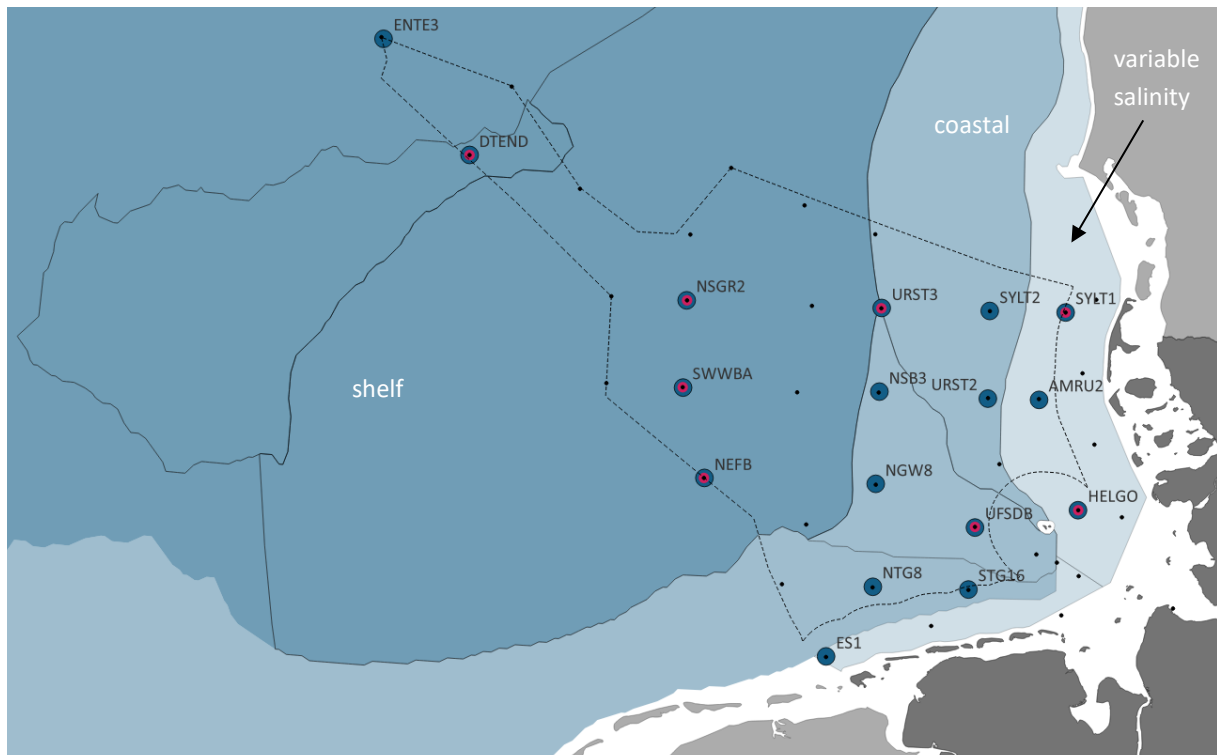 ENTE3
variable
salinity
coastal
DTEND
NSGR2
URST3
SYLT2
SYLT1
shelf
SWWBA
NSB3
URST2
AMRU2
NEFB
NGW8
HELGO
UFSDB
NTG8
STG16
ES1